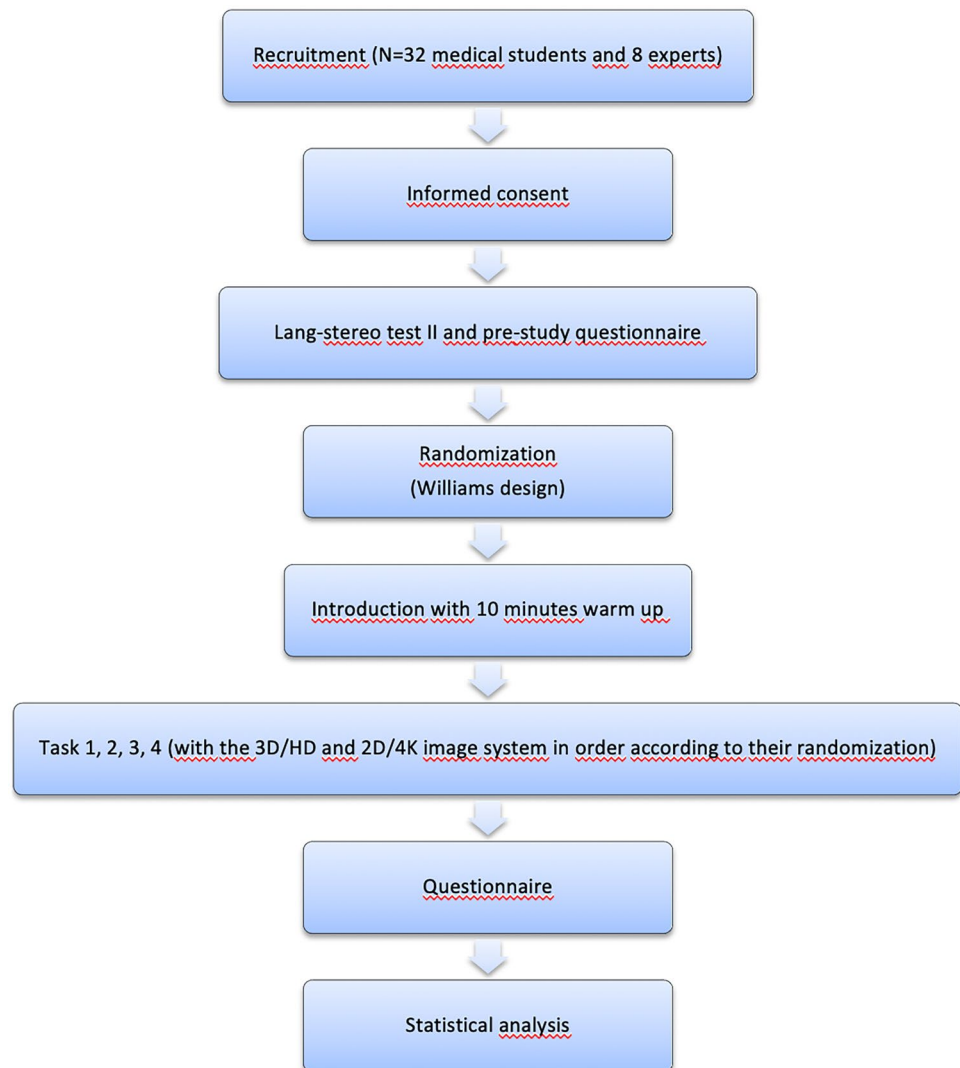 Recruitment (N=32 medical students and 8 experts)
Informed consent
Lang-stereo test II and pre-study questionnaire
Randomization
(Williams design)
Introduction with 10 minutes warm up
Task 1, 2, 3, 4 (with the 3D/HD and 2D/4K image system in order according to their randomization)
Questionnaire
Statistical analysis